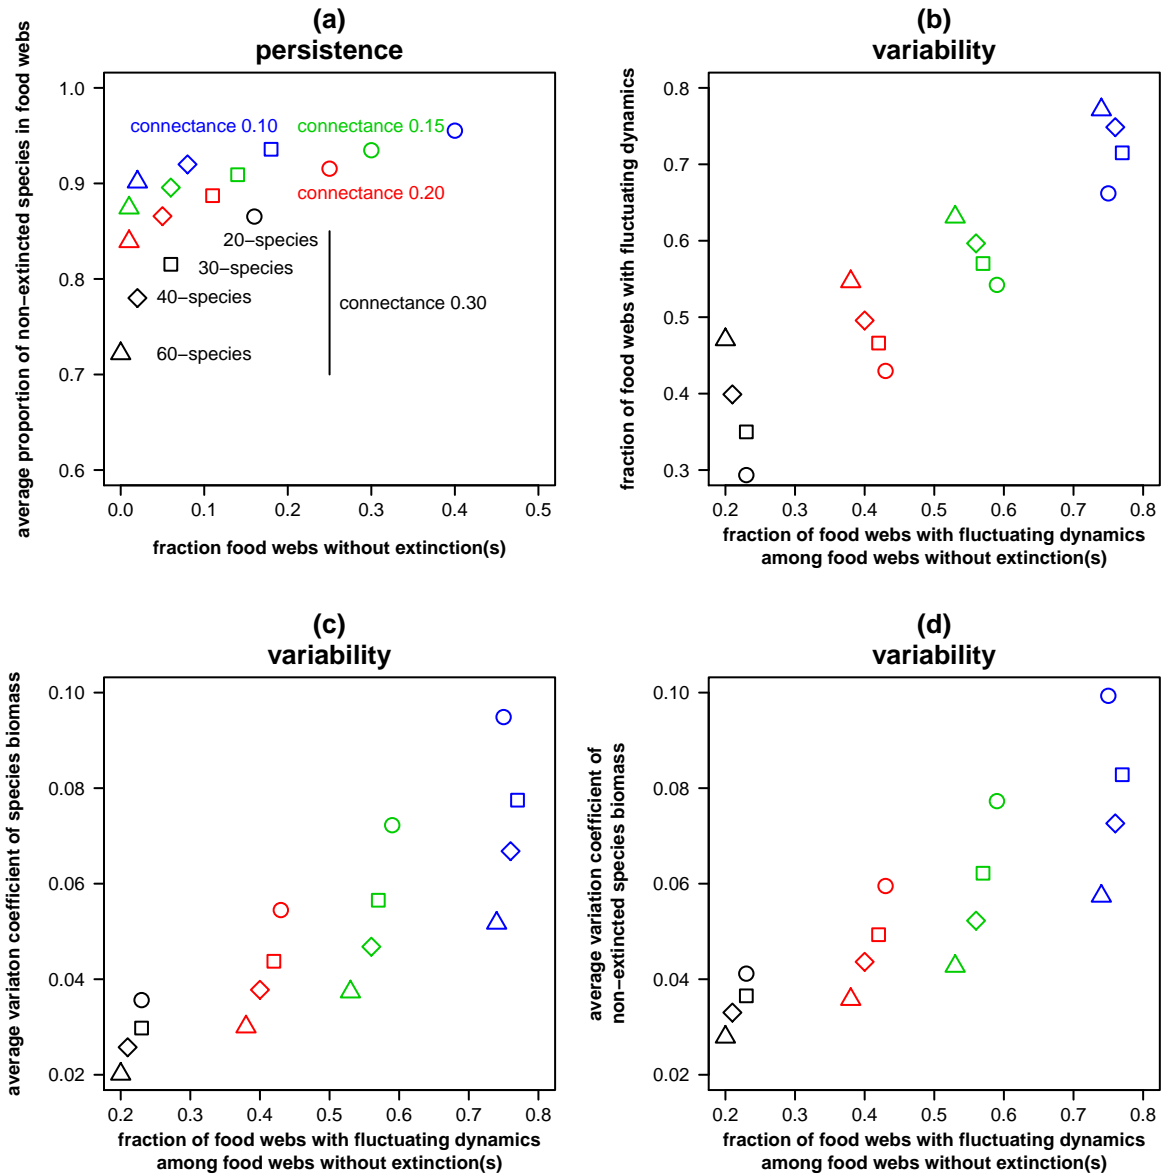 (a)
persistence
average proportion of non-extincted species in food webs
1.0
0.9
0.8
0.7
0.6
connectance 0.10
connectance 0.15
connectance 0.20
20-species
30-species
40-species
60-species
connectance 0.30
0.0 0.1 0.2 0.3 0.4 0.5
fraction food webs without extinction(s)
(b)
variability
fraction of food webs with fluctuating dynamics
0.8
0.7
0.6
0.5
0.4
0.3
0.2 0.3 0.4 0.5 0.6 0.7 0.8
fraction of food webs with fluctuating dynamics
among food webs without extinction(s)
(c)
variability
average variaton coefficient of species biomass
0.10
0.08
0.06
0.04
0.02
0.2 0.3 0.4 0.5 0.6 0.7 0.8
fraction of food webs with fluctuating dynamics
among food webs without extinction(s)
(d)
variability
average variation coefficient of
non-extincted species biomass
0.10
0.08
0.06
0.04
0.02
0.2 0.3 0.4 0.5 0.6 0.7 0.8
fraction of food webs with fluctuating dynamics
among food webs without extinction(s)